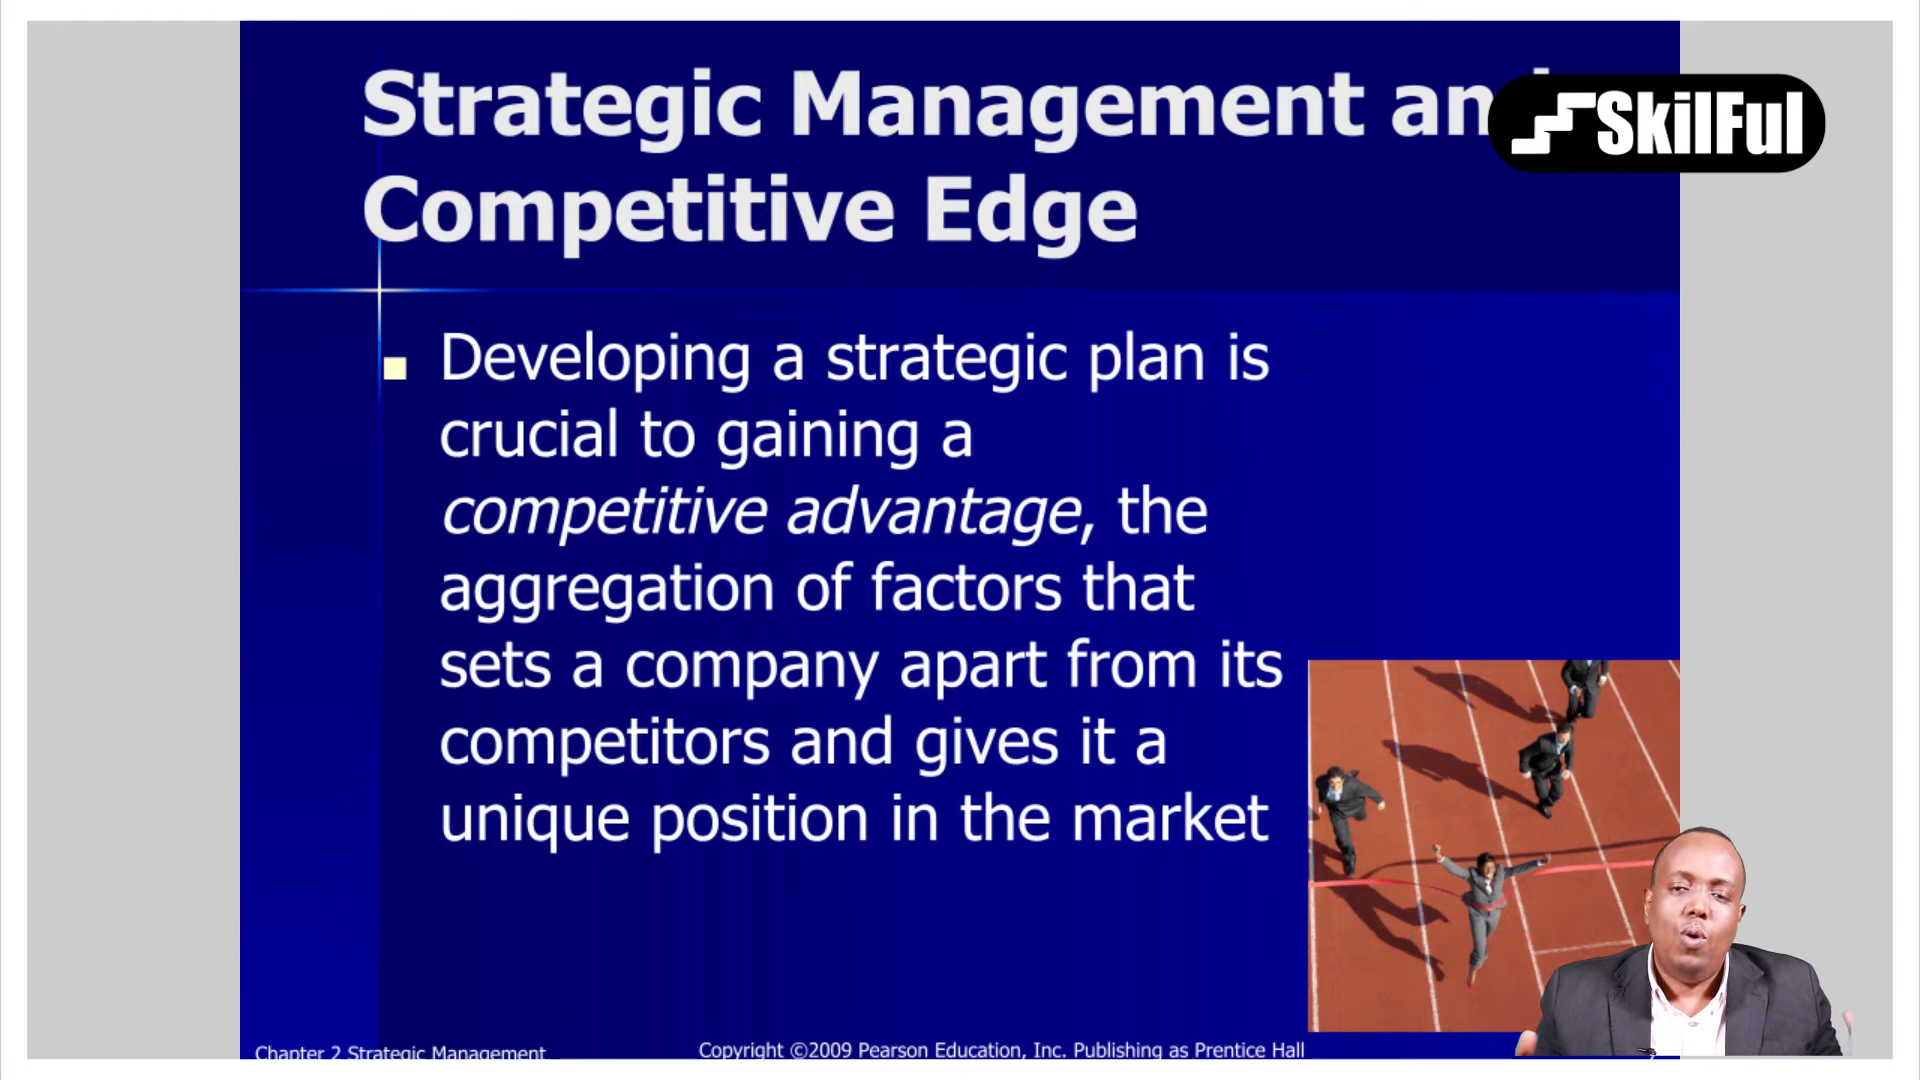 Strategic Management an
SkilFul
Competitive Edge
Developing a strategic plan is
crucial to gaining a
competitive advantage, the
aggregation of factors that
sets a company apart from its
competitors and gives it a
unique position in the market
Chapter 2 Strategic Management
Copyright ©2009 Pearson Education, Inc. Publishing as Prentice Hall